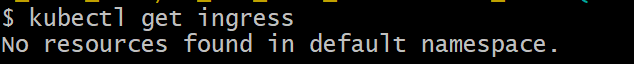 $ kubectl get ingress
No resources found in default namespace.